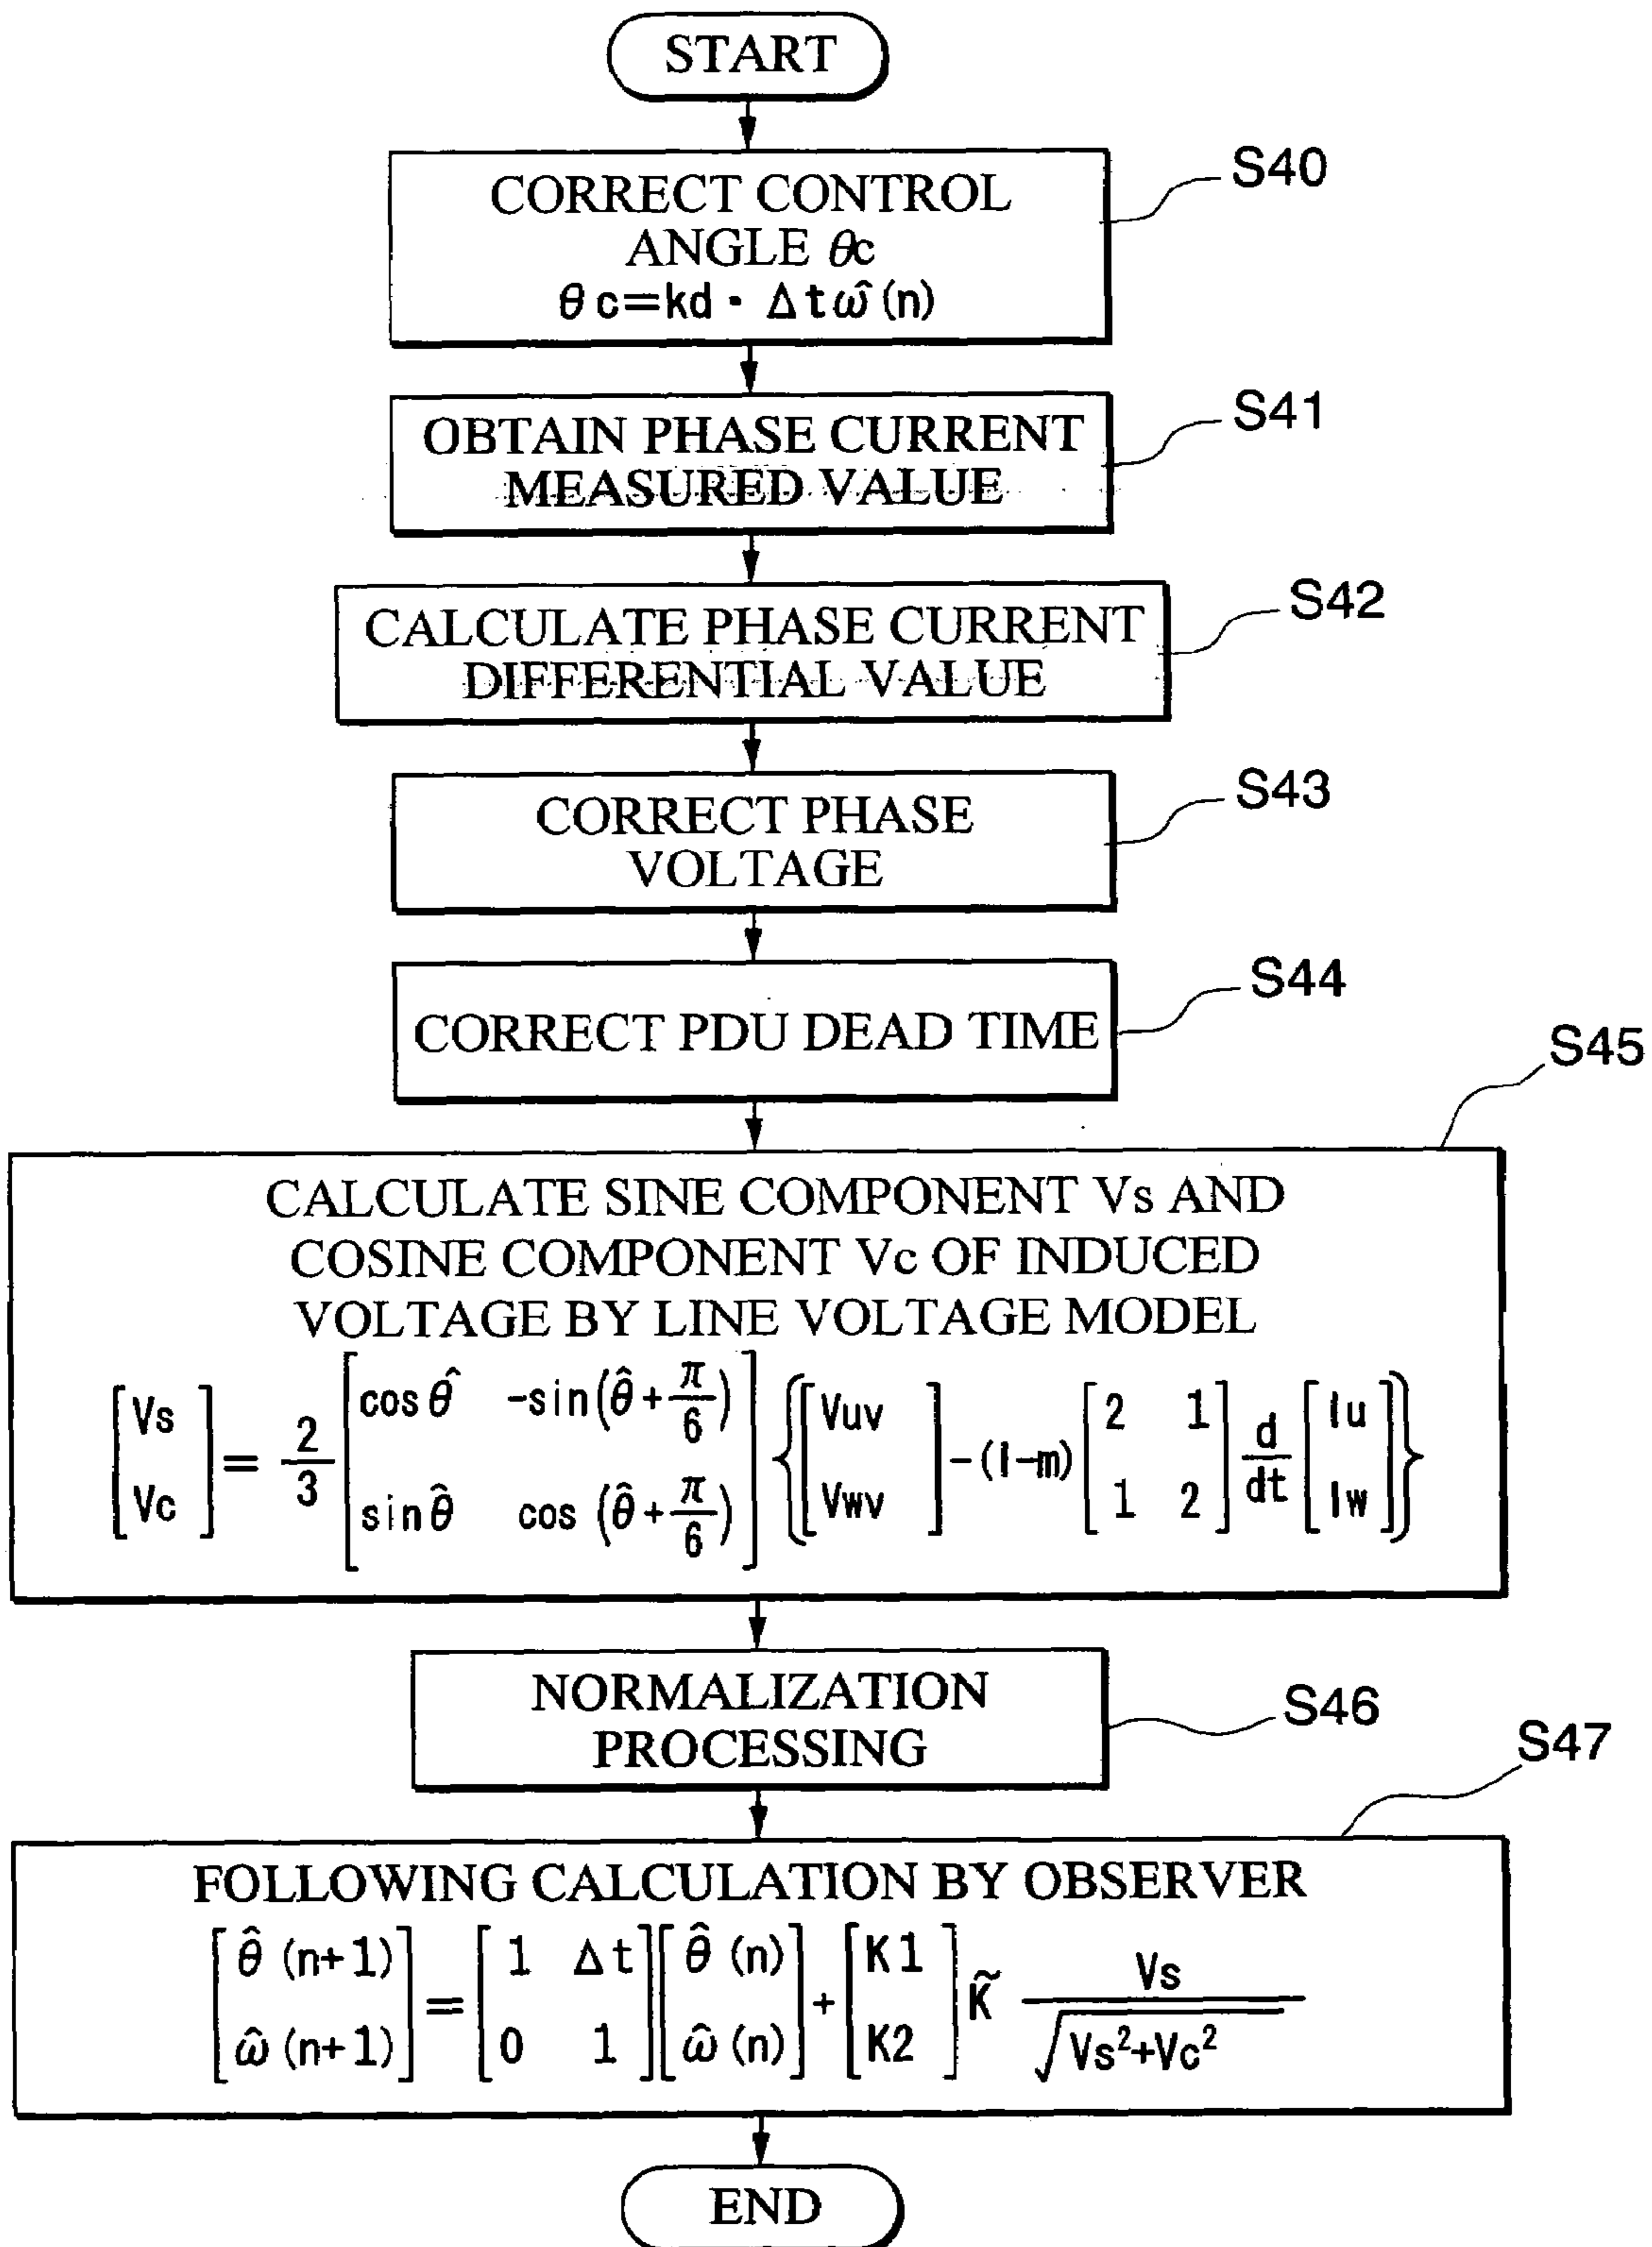 START
CORRECT CONTROL
ANGLE θc
θc=kd・Δtω̂(n)
S40
OBTAIN PHASE CURRENT
MEASURED VALUE
S41
CALCULATE PHASE CURRENT
DIFFERENTIAL VALUE
S42
CORRECT PHASE
VOLTAGE
S43
CORRECT PDU DEAD TIME
S44
S45
CALCULATE SINE COMPONENT Vs AND
COSINE COMPONENT Vc OF INDUCED
VOLTAGE BY LINE VOLTAGE MODEL
[Vs Vc] = 2/3 [cosθ̂ -sin(θ̂+π/6) sinθ̂ cos(θ̂+π/6)] {[Vuv Vwv] -(l-m) [2 1 1 2] d/dt [Iu Iw]}
NORMALIZATION
PROCESSING
S46
S47
FOLLOWING CALCULATION BY OBSERVER
[θ̂(n+1) ω̂(n+1)] = [1 Δt 0 1] [θ̂(n) ω̂(n)] + [K1 K2] K̃ Vs/√Vs²+Vc²
END